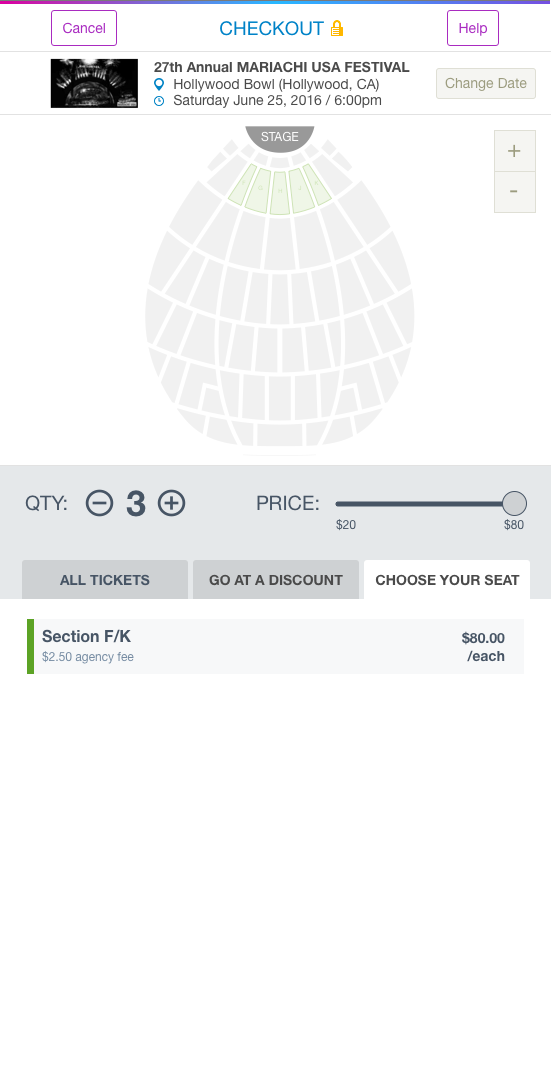 Cancel
CHECKOUT
Help
27th Annual MARIACHI USA FESTIVAL
Hollywood Bowl (Hollywood, CA)
Saturday June 25, 2016 / 6:00pm
Change Date
STAGE
+
-
QTY: 3
PRICE:
$20 $80
ALL TICKETS
GO AT A DISCOUNT
CHOOSE YOUR SEAT
Section F/K
$2.50 agency fee
$80.00
/each